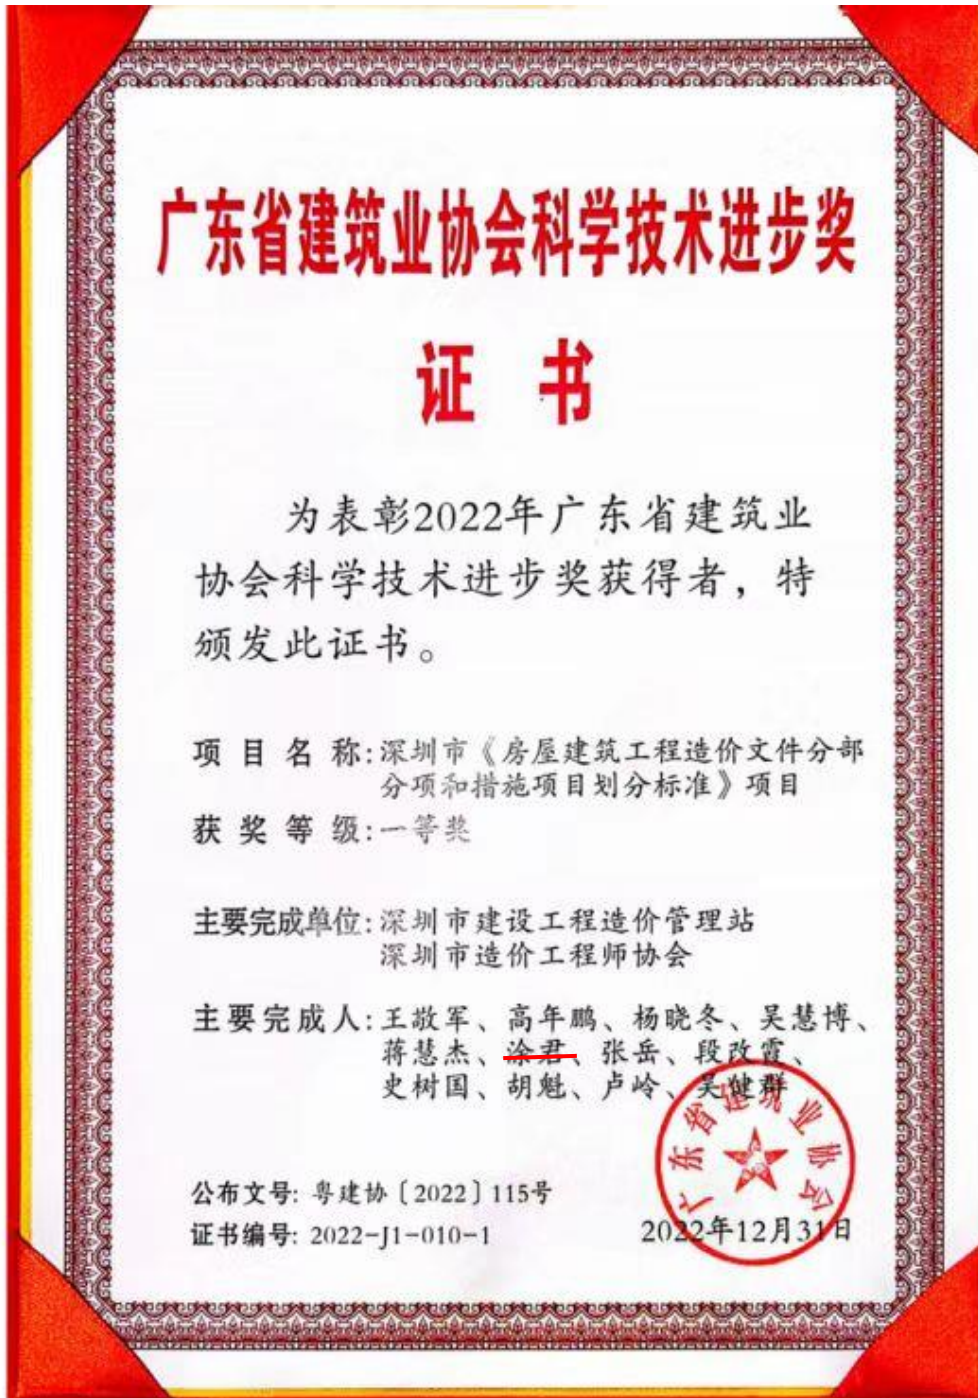 广东省建筑业协会科学技术进步奖
证书
为表彰2022年广东省建筑业
协会科学技术进步奖获得者，特
颁发此证书。
项目名称:深圳市《房屋建筑工程造价文件分部
分项和措施项目划分标准》项目
获奖等级:一等奖
主要完成单位:深圳市建设工程造价管理站
深圳市造价工程师协会
主要完成人:王敬军、高年鹏、杨晓冬、吴慧博、
蒋慧杰、涂君、张岳、段改霞、
史树国、胡魁、卢岭、吴健群
广东省建筑业协会
公布文号: 粤建协〔2022〕115号
证书编号: 2022-J1-010-1
2022年12月31日